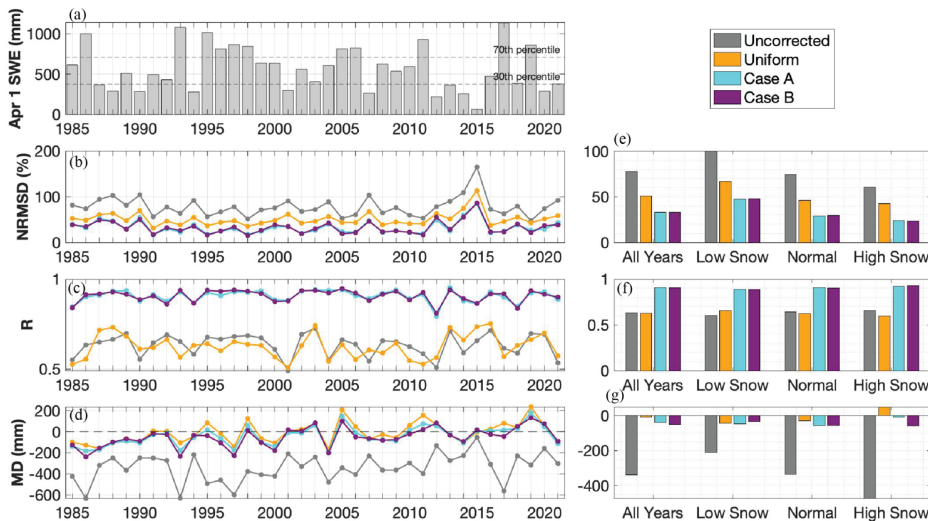 (a)
Apr 1 SWE (mm)
1000
500
0
70th percentile
30th percentile
1985 1990 1995 2000 2005 2010 2015 2020
Uncorrected
Uniform
Case A
Case B
(b)
NRMSD (%)
200
100
0
1985 1990 1995 2000 2005 2010 2015 2020
(e)
100
50
0
All Years Low Snow Normal High Snow
(c)
R
1
0.5
1985 1990 1995 2000 2005 2010 2015 2020
(f)
1
0.5
0
All Years Low Snow Normal High Snow
(d)
MD (mm)
200
0
-200
-400
-600
1985 1990 1995 2000 2005 2010 2015 2020
(g)
0
-200
-400
All Years Low Snow Normal High Snow